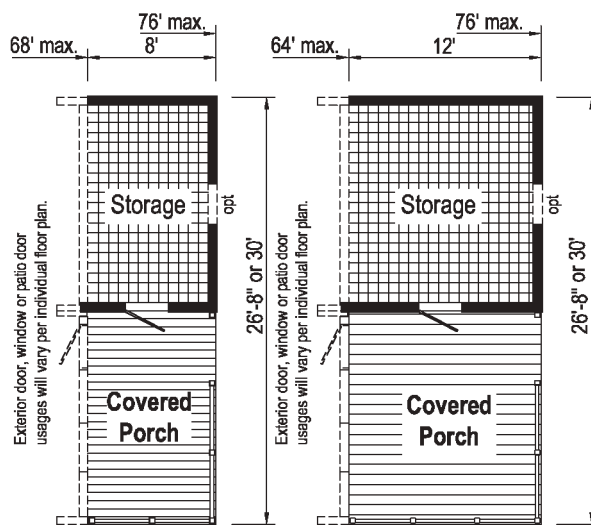 76' max.
68' max.
8'
Storage
opt
26'-8" or 30'
Exterior door, window or patio door
usages will vary per individual floor plan.
Covered
Porch
76' max.
64' max.
12'
Storage
opt
26'-8" or 30'
Exterior door, window or patio door
usages will vary per individual floor plan.
Covered
Porch